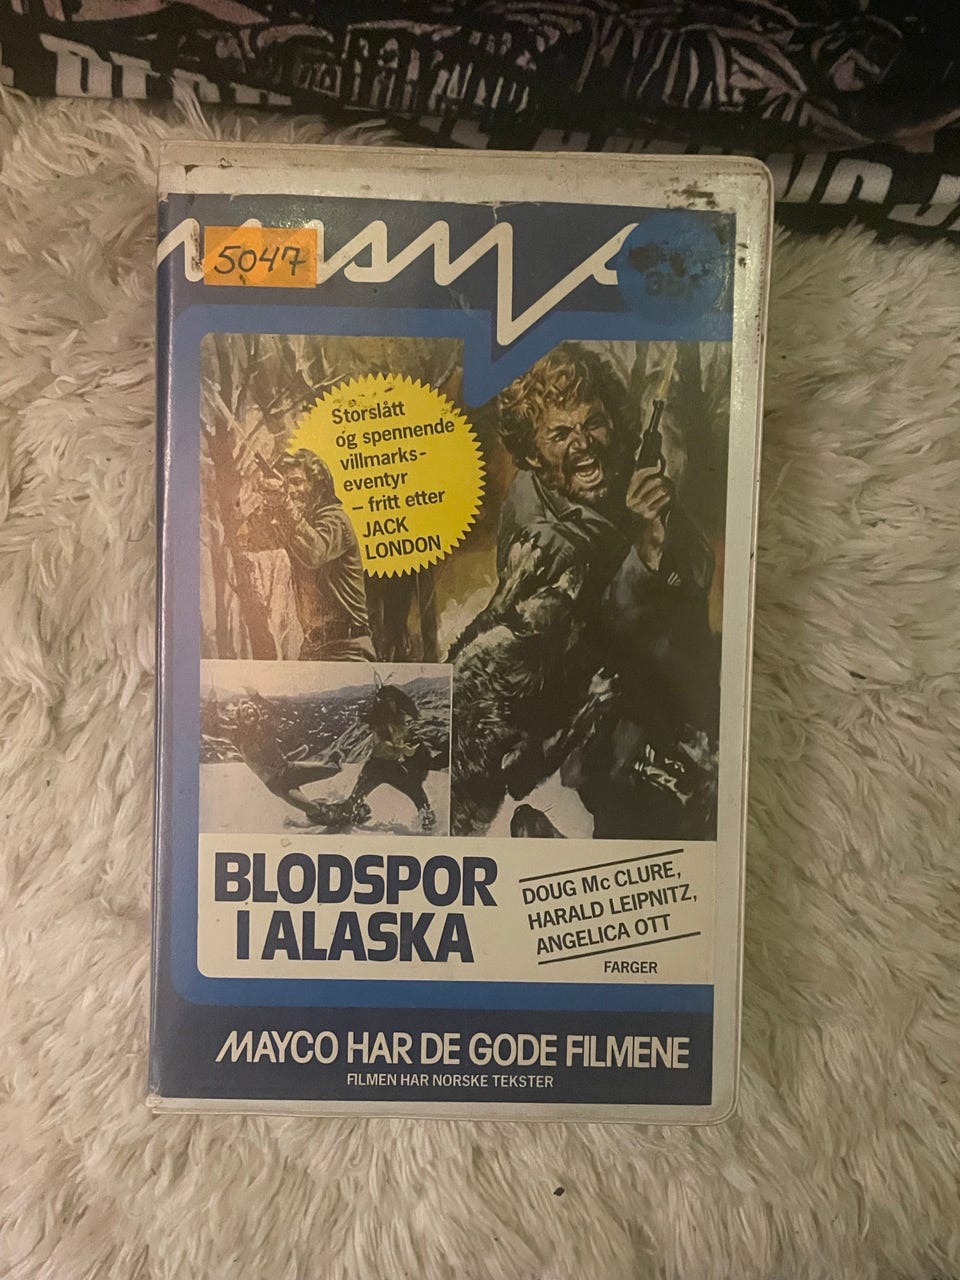 5047
Storslått
og spennende
villmarks-
eventyr
– fritt etter
JACK
LONDON
BLODSPOR
I ALASKA
DOUG Mc CLURE,
HARALD LEIPNITZ,
ANGELICA OTT
FARGER
MAYCO HAR DE GODE FILMENE
FILMEN HAR NORSKE TEKSTER